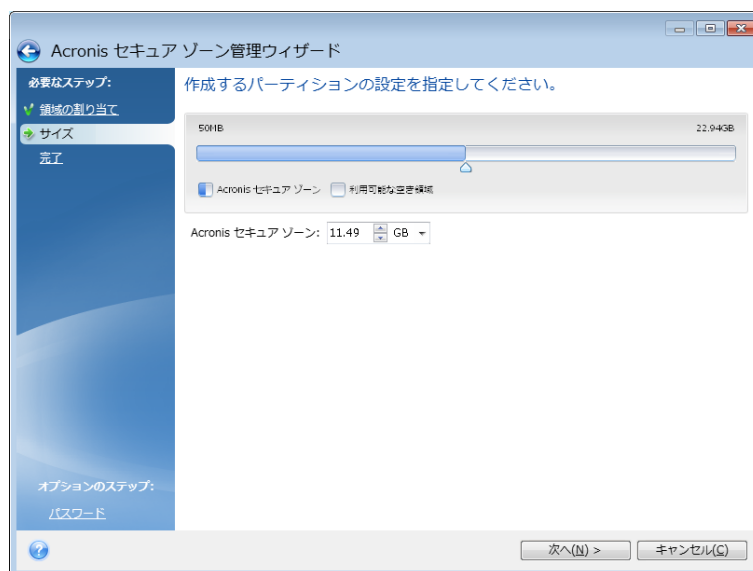 Acronis セキュア ゾーン管理ウィザード
必要なステップ:
領域の割り当て
サイズ
完了
オプションのステップ:
パスワード
作成するパーティションの設定を指定してください。
50MB 22.94GB
Acronis セキュア ゾーン 利用可能な空き領域
Acronis セキュア ゾーン: 11.49 GB
次へ(N) > キャンセル(C)